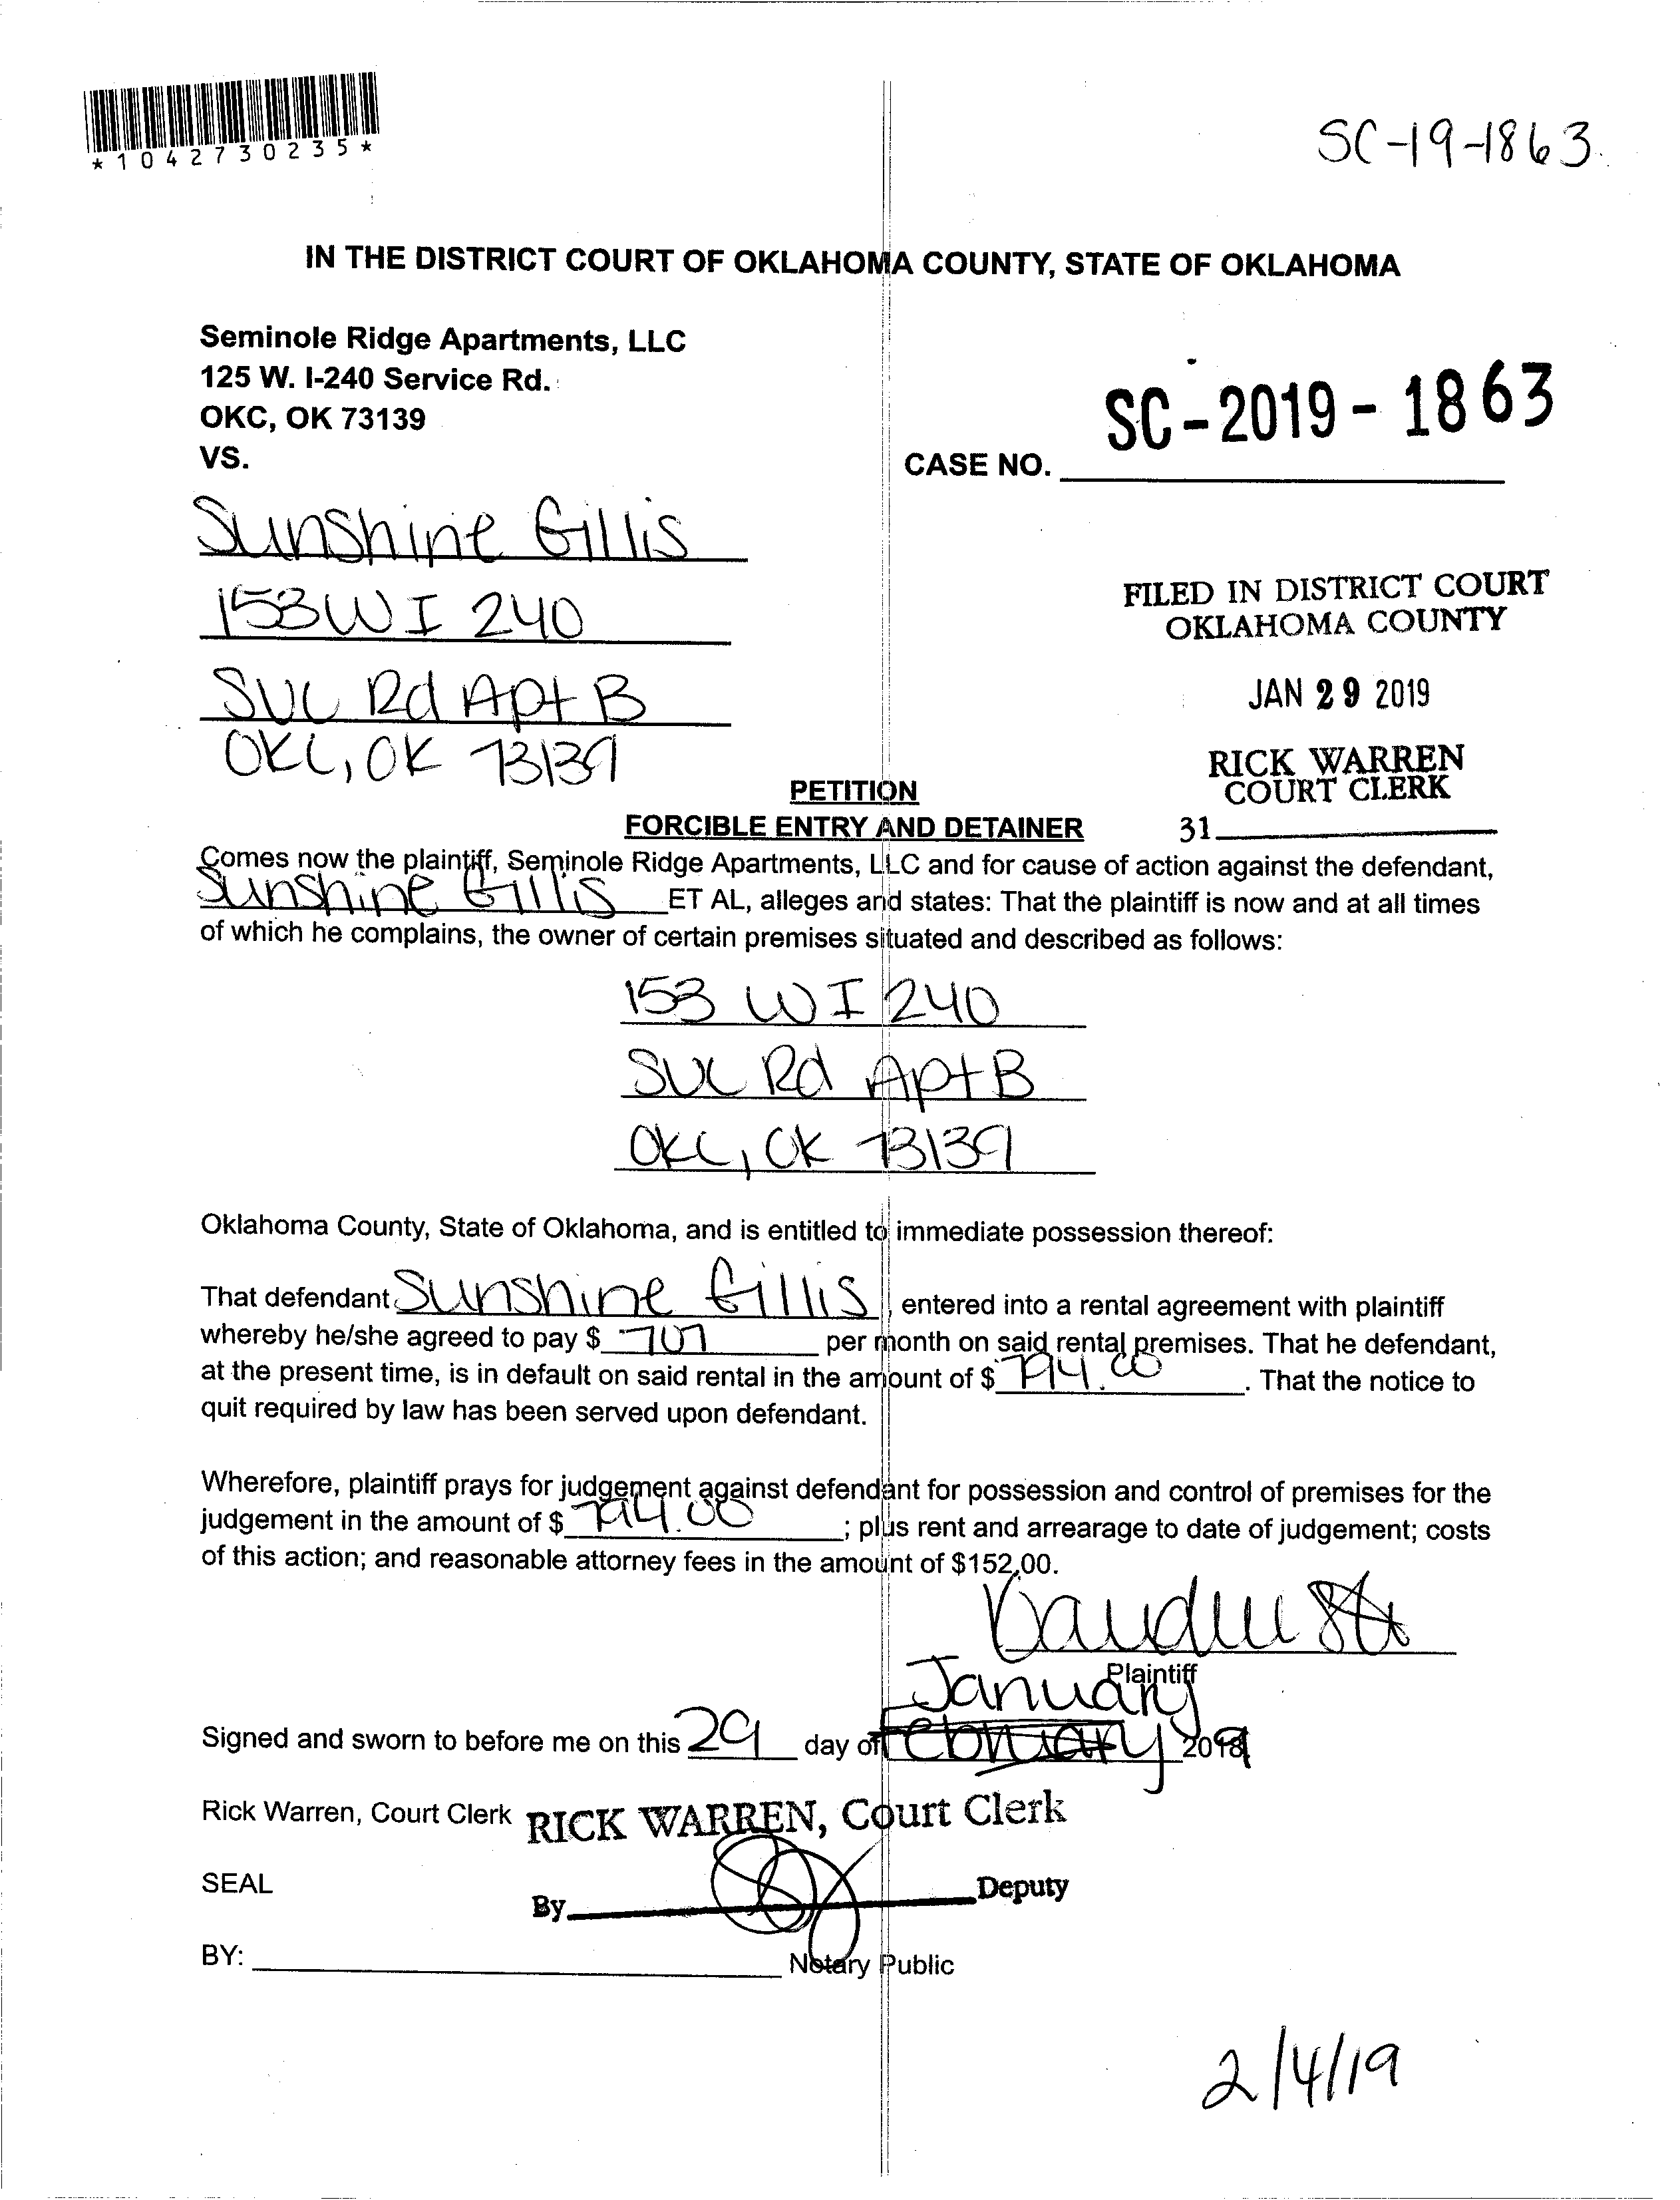 *1042730235*
SC-19-1863
IN THE DISTRICT COURT OF OKLAHOMA COUNTY, STATE OF OKLAHOMA
Seminole Ridge Apartments, LLC
125 W. I-240 Service Rd.
OKC, OK 73139
VS.
CASE NO. SC-2019-1863
Sunshine Gillis
153 W I 240
SVC Rd Apt B
OKC, OK 73139
FILED IN DISTRICT COURT
OKLAHOMA COUNTY
JAN 29 2019
RICK WARREN
COURT CLERK
31
PETITION
FORCIBLE ENTRY AND DETAINER
Comes now the plaintiff, Seminole Ridge Apartments, LLC and for cause of action against the defendant,
Sunshine Gillis ET AL, alleges and states: That the plaintiff is now and at all times
of which he complains, the owner of certain premises situated and described as follows:
153 W I 240
SVC Rd Apt B
OKC, OK 73139
Oklahoma County, State of Oklahoma, and is entitled to immediate possession thereof:
That defendant Sunshine Gillis, entered into a rental agreement with plaintiff
whereby he/she agreed to pay $ 707 per month on said rental premises. That he defendant,
at the present time, is in default on said rental in the amount of $ 794.00. That the notice to
quit required by law has been served upon defendant.
Wherefore, plaintiff prays for judgement against defendant for possession and control of premises for the
judgement in the amount of $ 794.00; plus rent and arrearage to date of judgement; costs
of this action; and reasonable attorney fees in the amount of $152.00.
Plaintiff
January
Signed and sworn to before me on this 29 day of February 2019
Rick Warren, Court Clerk RICK WARREN, Court Clerk
SEAL
By Deputy
BY: Notary Public
2/4/19